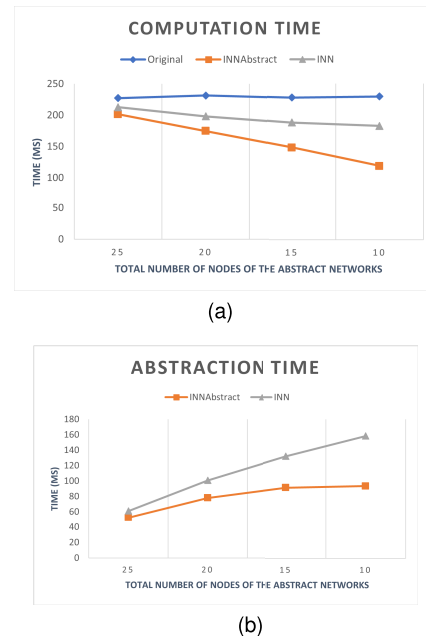 COMPUTATION TIME
Original INNAbstract INN
250
200
150
100
50
0
TIME (MS)
25 20 15 10
TOTAL NUMBER OF NODES OF THE ABSTRACT NETWORKS
(a)
ABSTRACTION TIME
INNAbstract INN
180
160
140
120
100
80
60
40
20
0
TIME (MS)
25 20 15 10
TOTAL NUMBER OF NODES OF THE ABSTRACT NETWORKS
(b)